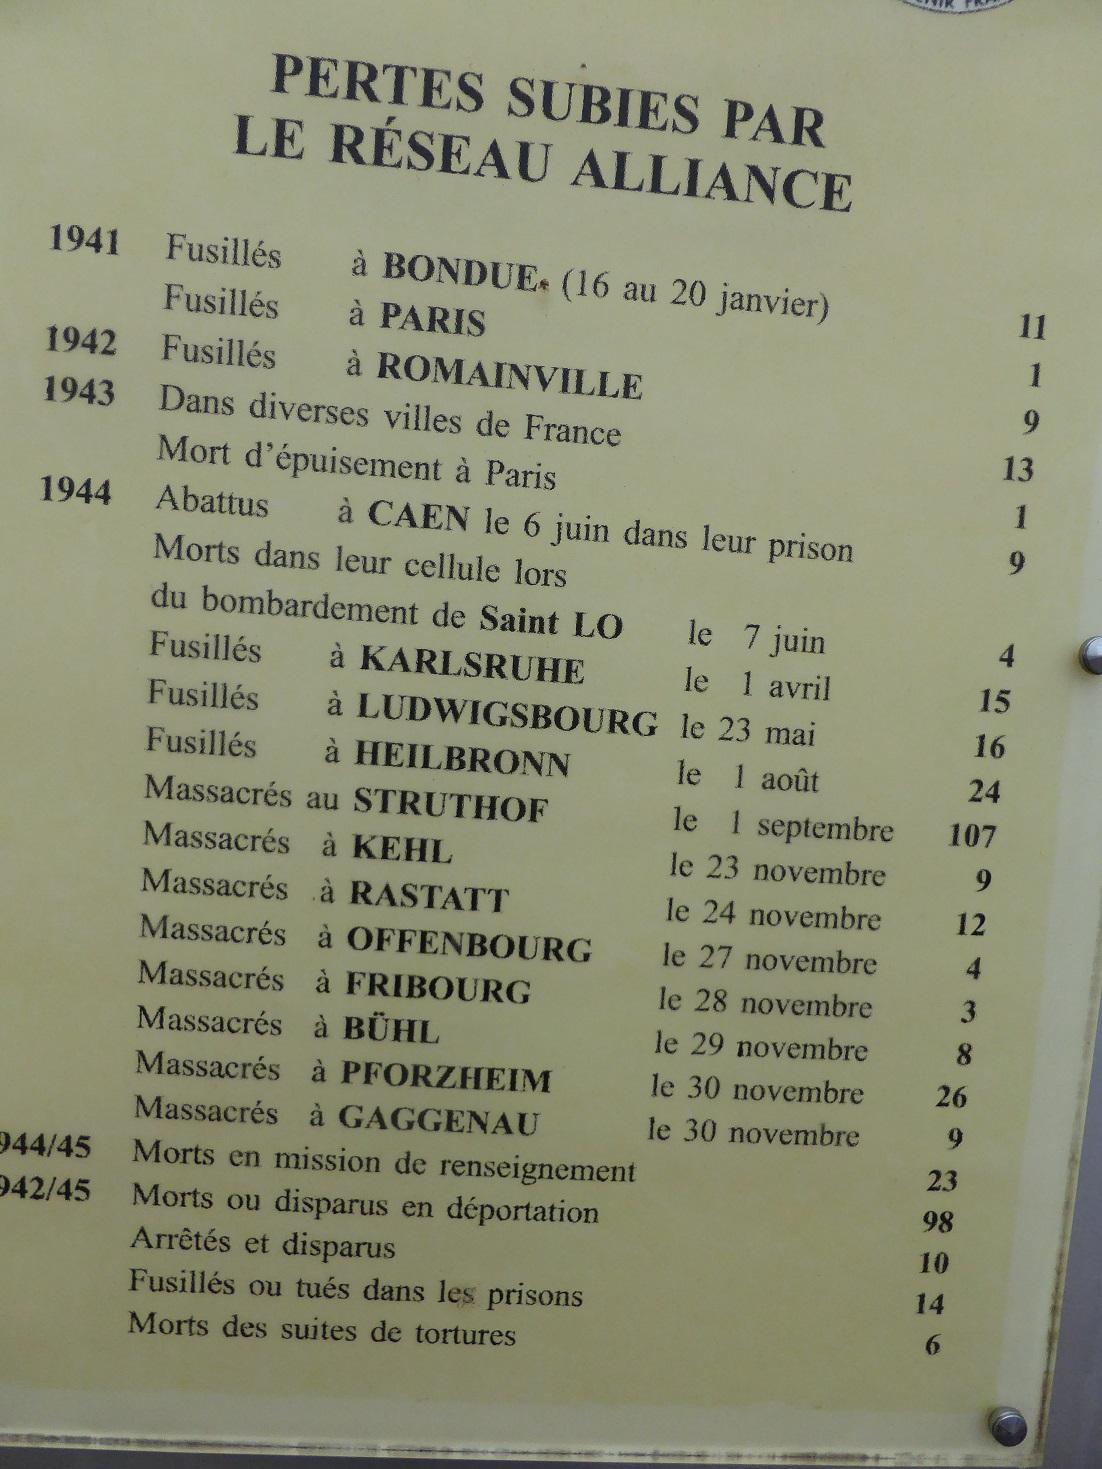 PERTES SUBIES PAR
LE RÉSEAU ALLIANCE
1941 Fusillés à BONDUE. (16 au 20 janvier) 11
Fusillés à PARIS 1
1942 Fusillés à ROMAINVILLE 9
1943 Dans diverses villes de France 13
Mort d'épuisement à Paris 1
1944 Abattus à CAEN le 6 juin dans leur prison 9
Morts dans leur cellule lors
du bombardement de Saint LO le 7 juin 4
Fusillés à KARLSRUHE le 1 avril 15
Fusillés à LUDWIGSBOURG le 23 mai 16
Fusillés à HEILBRONN le 1 août 24
Massacrés au STRUTHOF le 1 septembre 107
Massacrés à KEHL le 23 novembre 9
Massacrés à RASTATT le 24 novembre 12
Massacrés à OFFENBOURG le 27 novembre 4
Massacrés à FRIBOURG le 28 novembre 3
Massacrés à BÜHL le 29 novembre 8
Massacrés à PFORZHEIM le 30 novembre 26
Massacrés à GAGGENAU le 30 novembre 9
944/45 Morts en mission de renseignement 23
942/45 Morts ou disparus en déportation 98
Arrêtés et disparus 10
Fusillés ou tués dans les prisons 14
Morts des suites de tortures 6